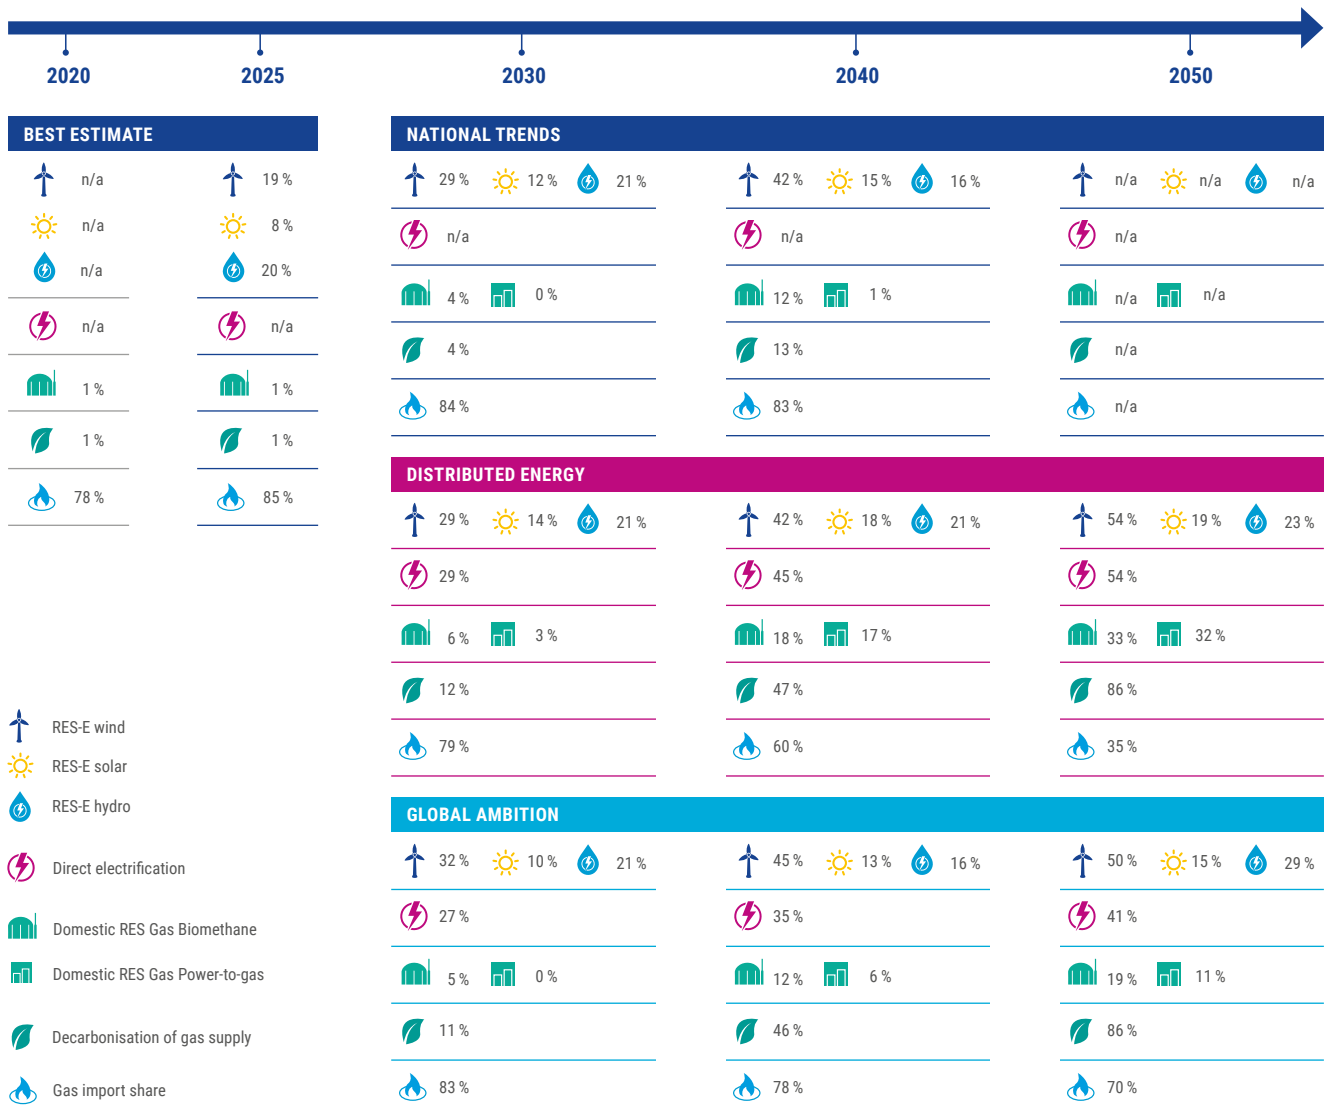 2020 2025 2030 2040 2050
BEST ESTIMATE
n/a 19 %
n/a 8 %
n/a 20 %
n/a n/a
1 % 1 %
1 % 1 %
78 % 85 %
NATIONAL TRENDS
29 % 12 % 21 % 42 % 15 % 16 % n/a n/a n/a
n/a n/a n/a
4 % 0 % 12 % 1 % n/a n/a
4 % 13 % n/a
84 % 83 % n/a
DISTRIBUTED ENERGY
29 % 14 % 21 % 42 % 18 % 21 % 54 % 19 % 23 %
29 % 45 % 54 %
6 % 3 % 18 % 17 % 33 % 32 %
12 % 47 % 86 %
79 % 60 % 35 %
GLOBAL AMBITION
32 % 10 % 21 % 45 % 13 % 16 % 50 % 15 % 29 %
27 % 35 % 41 %
5 % 0 % 12 % 6 % 19 % 11 %
11 % 46 % 86 %
83 % 78 % 70 %
RES-E wind
RES-E solar
RES-E hydro
Direct electrification
Domestic RES Gas Biomethane
Domestic RES Gas Power-to-gas
Decarbonisation of gas supply
Gas import share